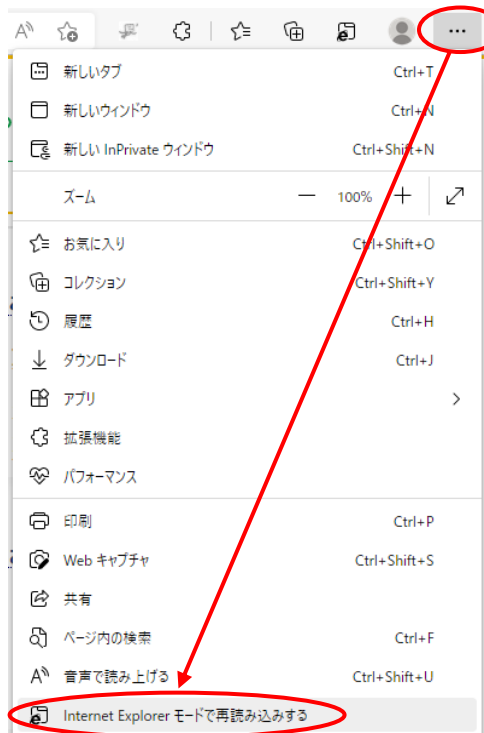 新しいタブ Ctrl+T
新しいウィンドウ Ctrl+N
新しい InPrivate ウィンドウ Ctrl+Shift+N
ズーム — 100% +
お気に入り Ctrl+Shift+O
コレクション Ctrl+Shift+Y
履歴 Ctrl+H
ダウンロード Ctrl+J
アプリ
拡張機能
パフォーマンス
印刷 Ctrl+P
Web キャプチャ Ctrl+Shift+S
共有
ページ内の検索 Ctrl+F
音声で読み上げる Ctrl+Shift+U
Internet Explorer モードで再読み込みする